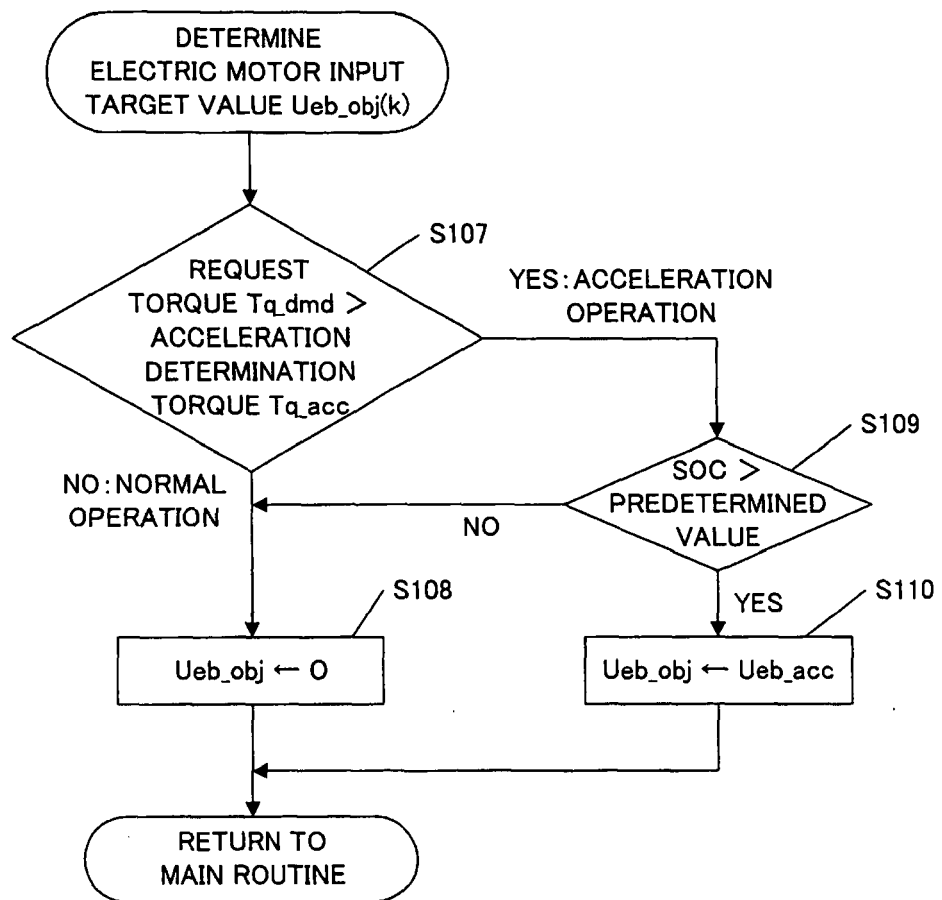 DETERMINE
ELECTRIC MOTOR INPUT
TARGET VALUE Ueb_obj(k)
S107
REQUEST
TORQUE Tq_dmd >
ACCELERATION
DETERMINATION
TORQUE Tq_acc
YES:ACCELERATION
OPERATION
S109
SOC >
PREDETERMINED
VALUE
NO:NORMAL
OPERATION
NO
YES
S108
Ueb_obj ← 0
S110
Ueb_obj ← Ueb_acc
RETURN TO
MAIN ROUTINE